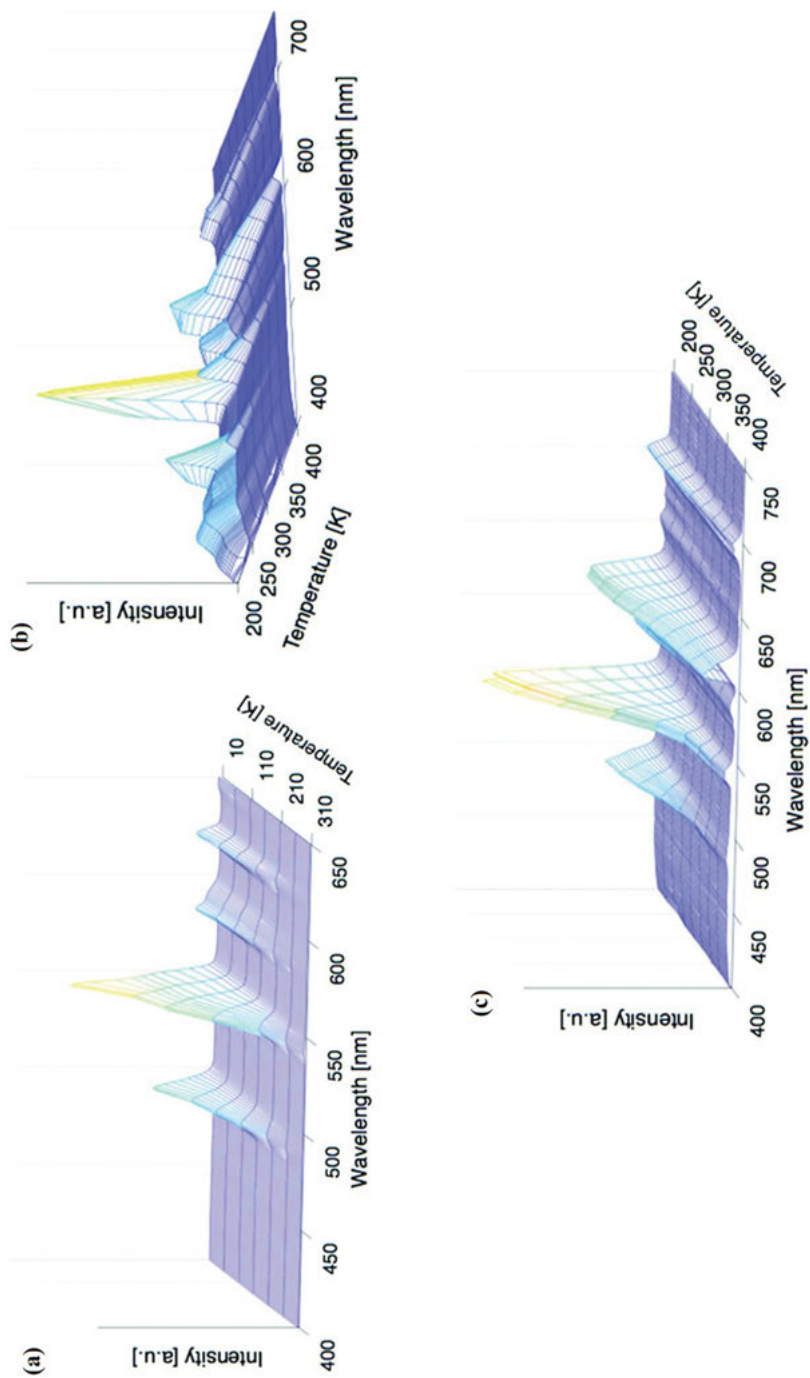 (a)
Intensity [a.u.]
400
450
500
550
600
650
Wavelength [nm]
10
110
210
310
Temperature [K]
(b)
Intensity [a.u.]
200
250
300
350
400
Temperature [K]
400
500
600
700
Wavelength [nm]
(c)
Intensity [a.u.]
400
450
500
550
600
650
700
750
Wavelength [nm]
200
250
300
350
400
Temperature [K]